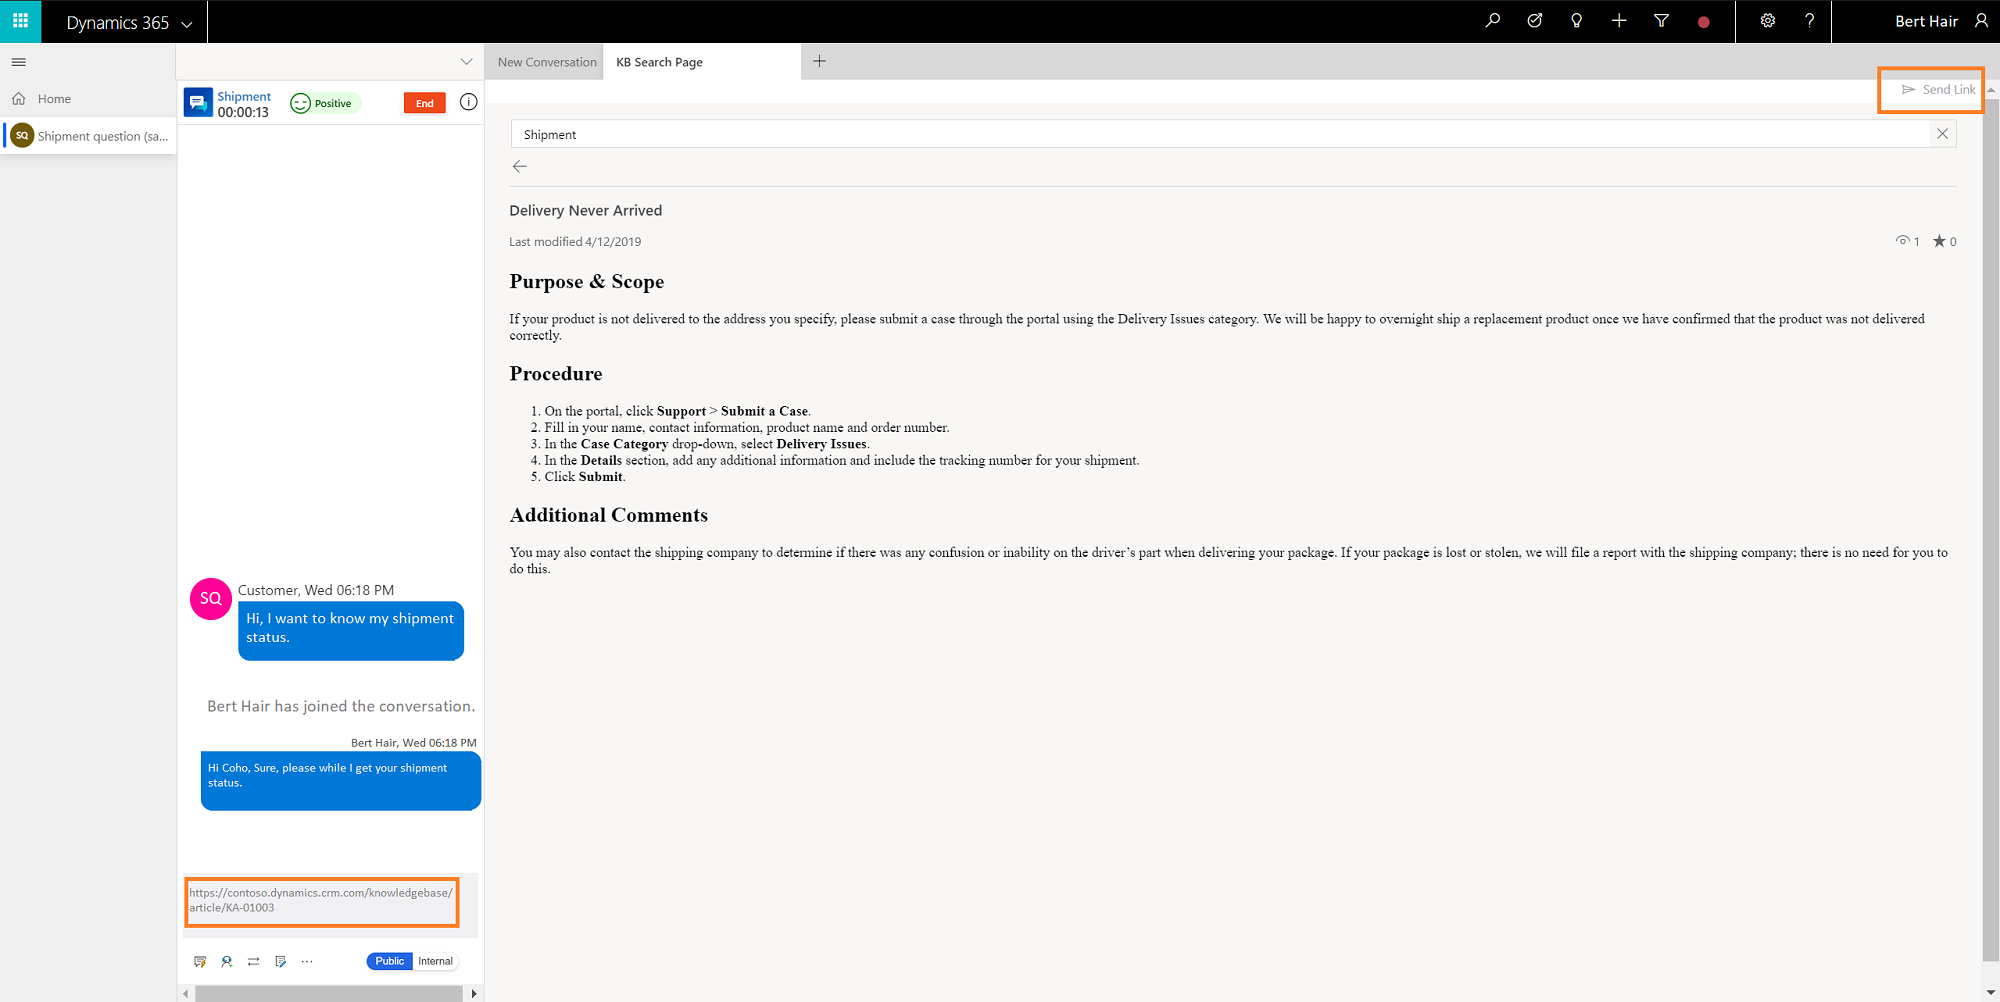 Dynamics 365
Bert Hair
Home
SQ Shipment question (sa...
Shipment
00:00:13
Positive
End
SQ
Customer, Wed 06:18 PM
Hi, I want to know my shipment
status.
Bert Hair has joined the conversation.
Bert Hair, Wed 06:18 PM
Hi Coho, Sure, please while I get your shipment
status.
https://contoso.dynamics.crm.com/knowledgebase/
article/KA-01003
Public Internal
New Conversation KB Search Page
Send Link
Shipment
Delivery Never Arrived
Last modified 4/12/2019
1 0
Purpose & Scope
If your product is not delivered to the address you specify, please submit a case through the portal using the Delivery Issues category. We will be happy to overnight ship a replacement product once we have confirmed that the product was not delivered
correctly.
Procedure
1. On the portal, click Support > Submit a Case.
2. Fill in your name, contact information, product name and order number.
3. In the Case Category drop-down, select Delivery Issues.
4. In the Details section, add any additional information and include the tracking number for your shipment.
5. Click Submit.
Additional Comments
You may also contact the shipping company to determine if there was any confusion or inability on the driver’s part when delivering your package. If your package is lost or stolen, we will file a report with the shipping company; there is no need for you to
do this.